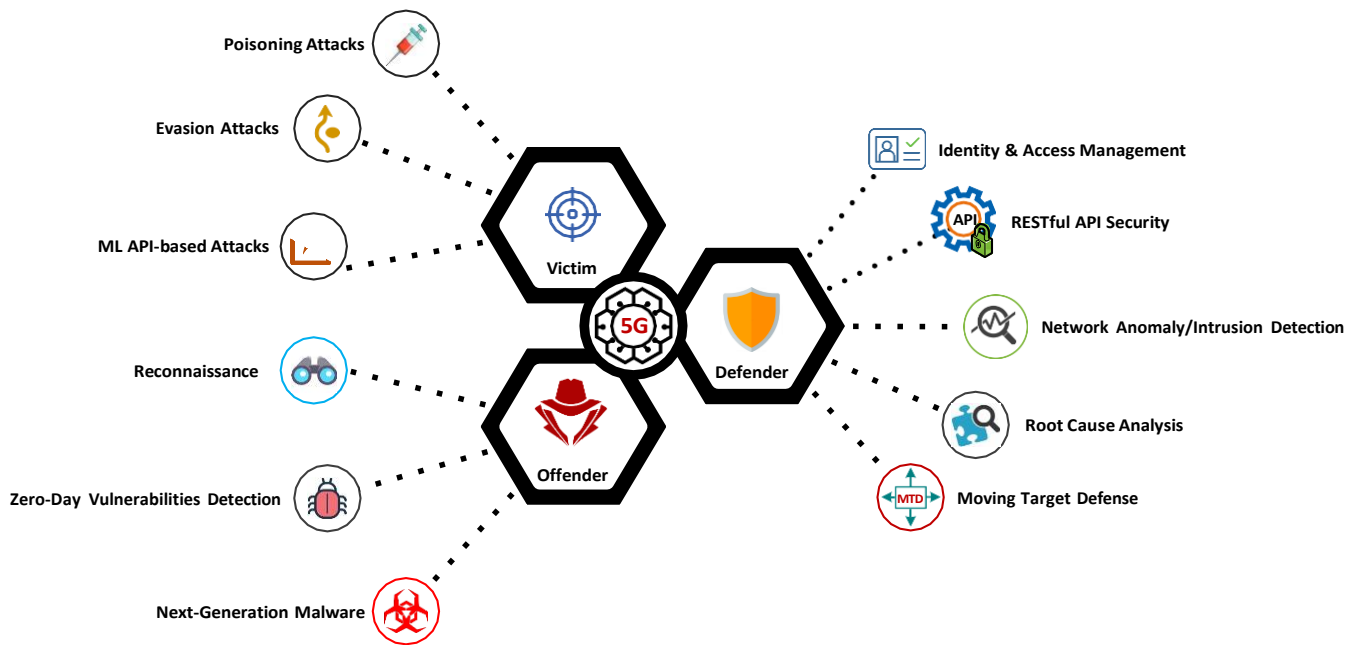 Poisoning Attacks
Evasion Attacks
ML API-based Attacks
Victim
Reconnaissance
Zero-Day Vulnerabilities Detection
Next-Generation Malware
Offender
5G
Defender
Identity & Access Management
API
RESTful API Security
Network Anomaly/Intrusion Detection
Root Cause Analysis
MTD
Moving Target Defense